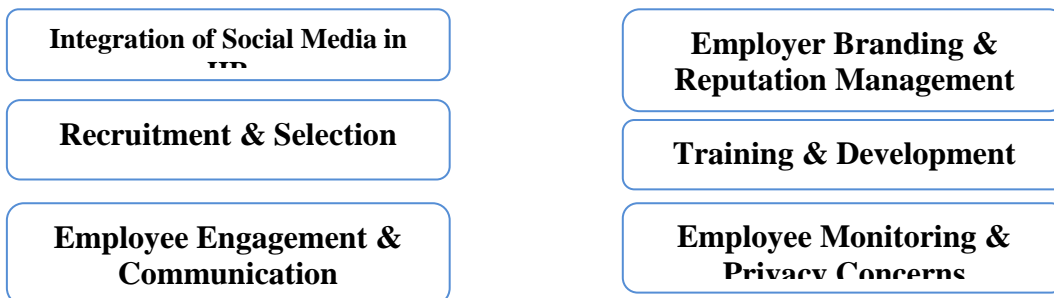 Integration of Social Media in
HR
Recruitment & Selection
Employee Engagement &
Communication
Employer Branding &
Reputation Management
Training & Development
Employee Monitoring &
Privacy Concerns